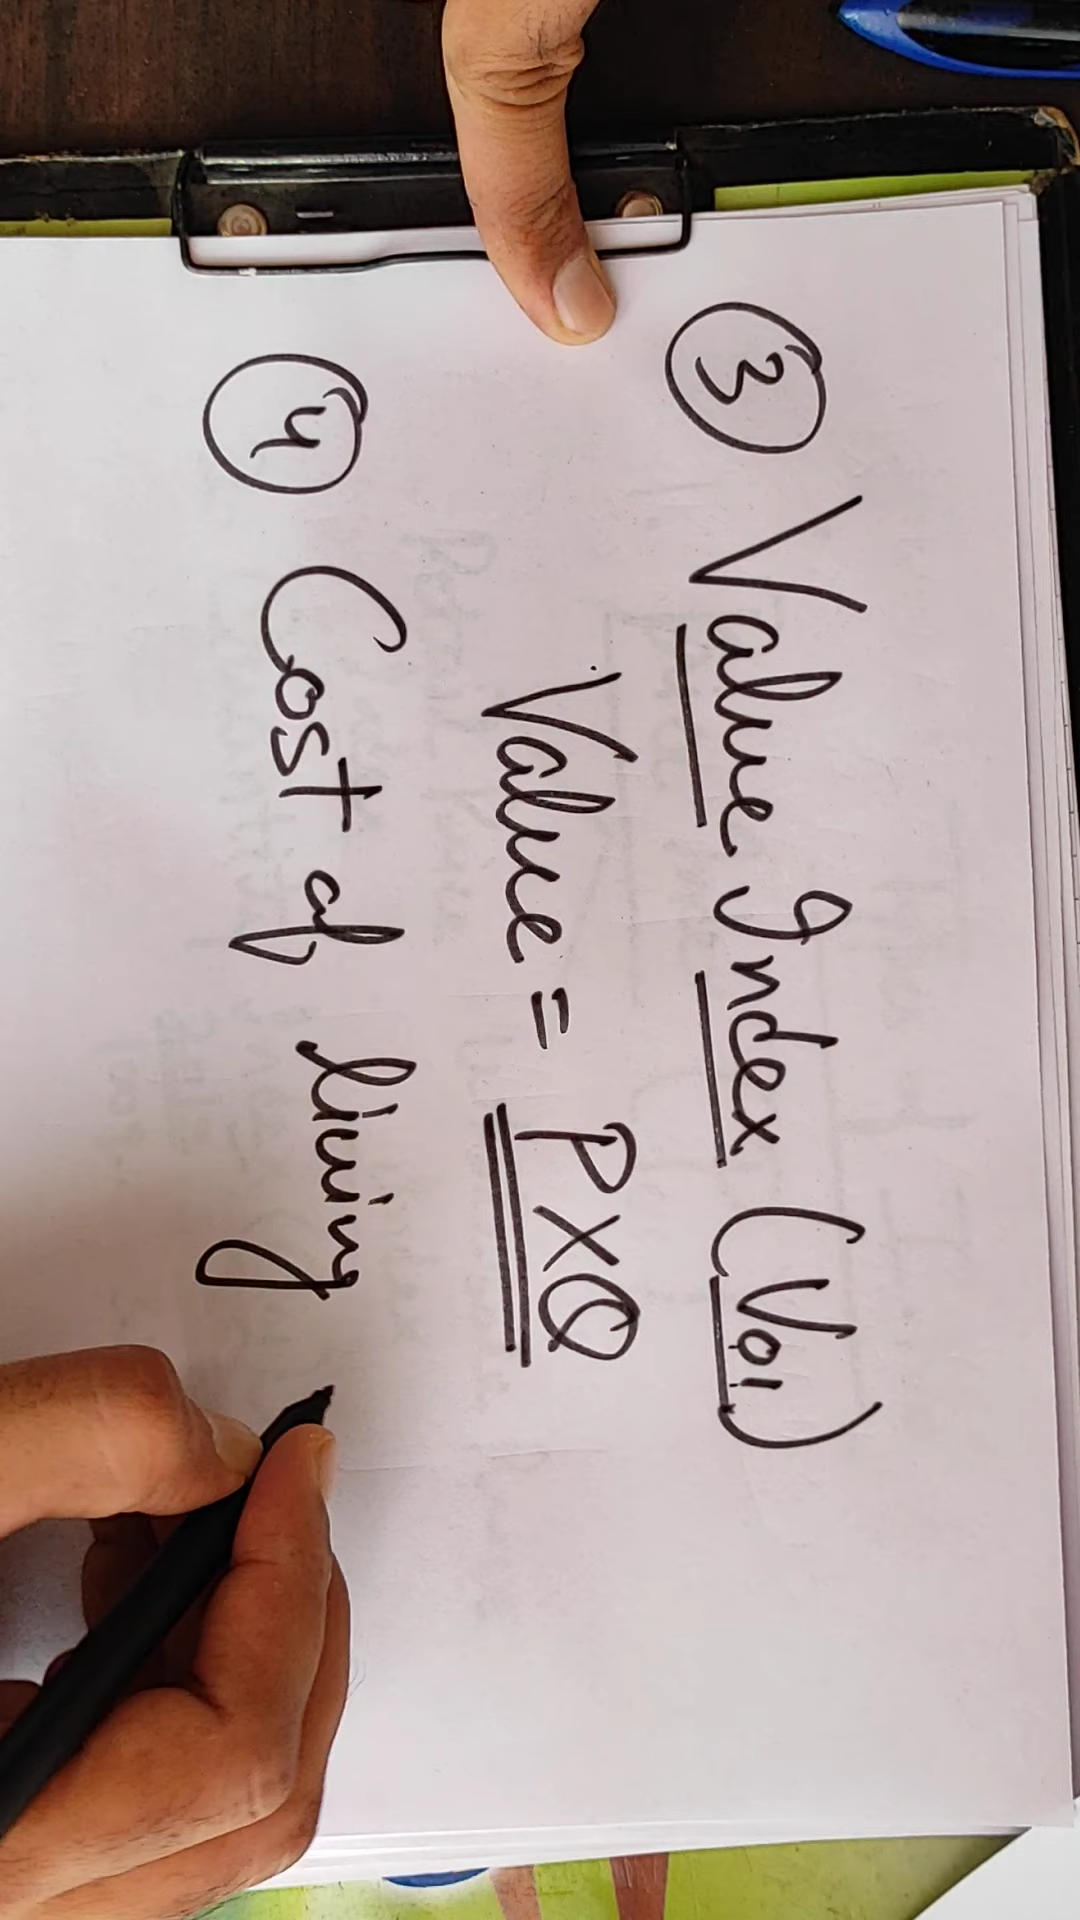 ③ Value Index (V01)
Value = P×Q
④ Cost of living